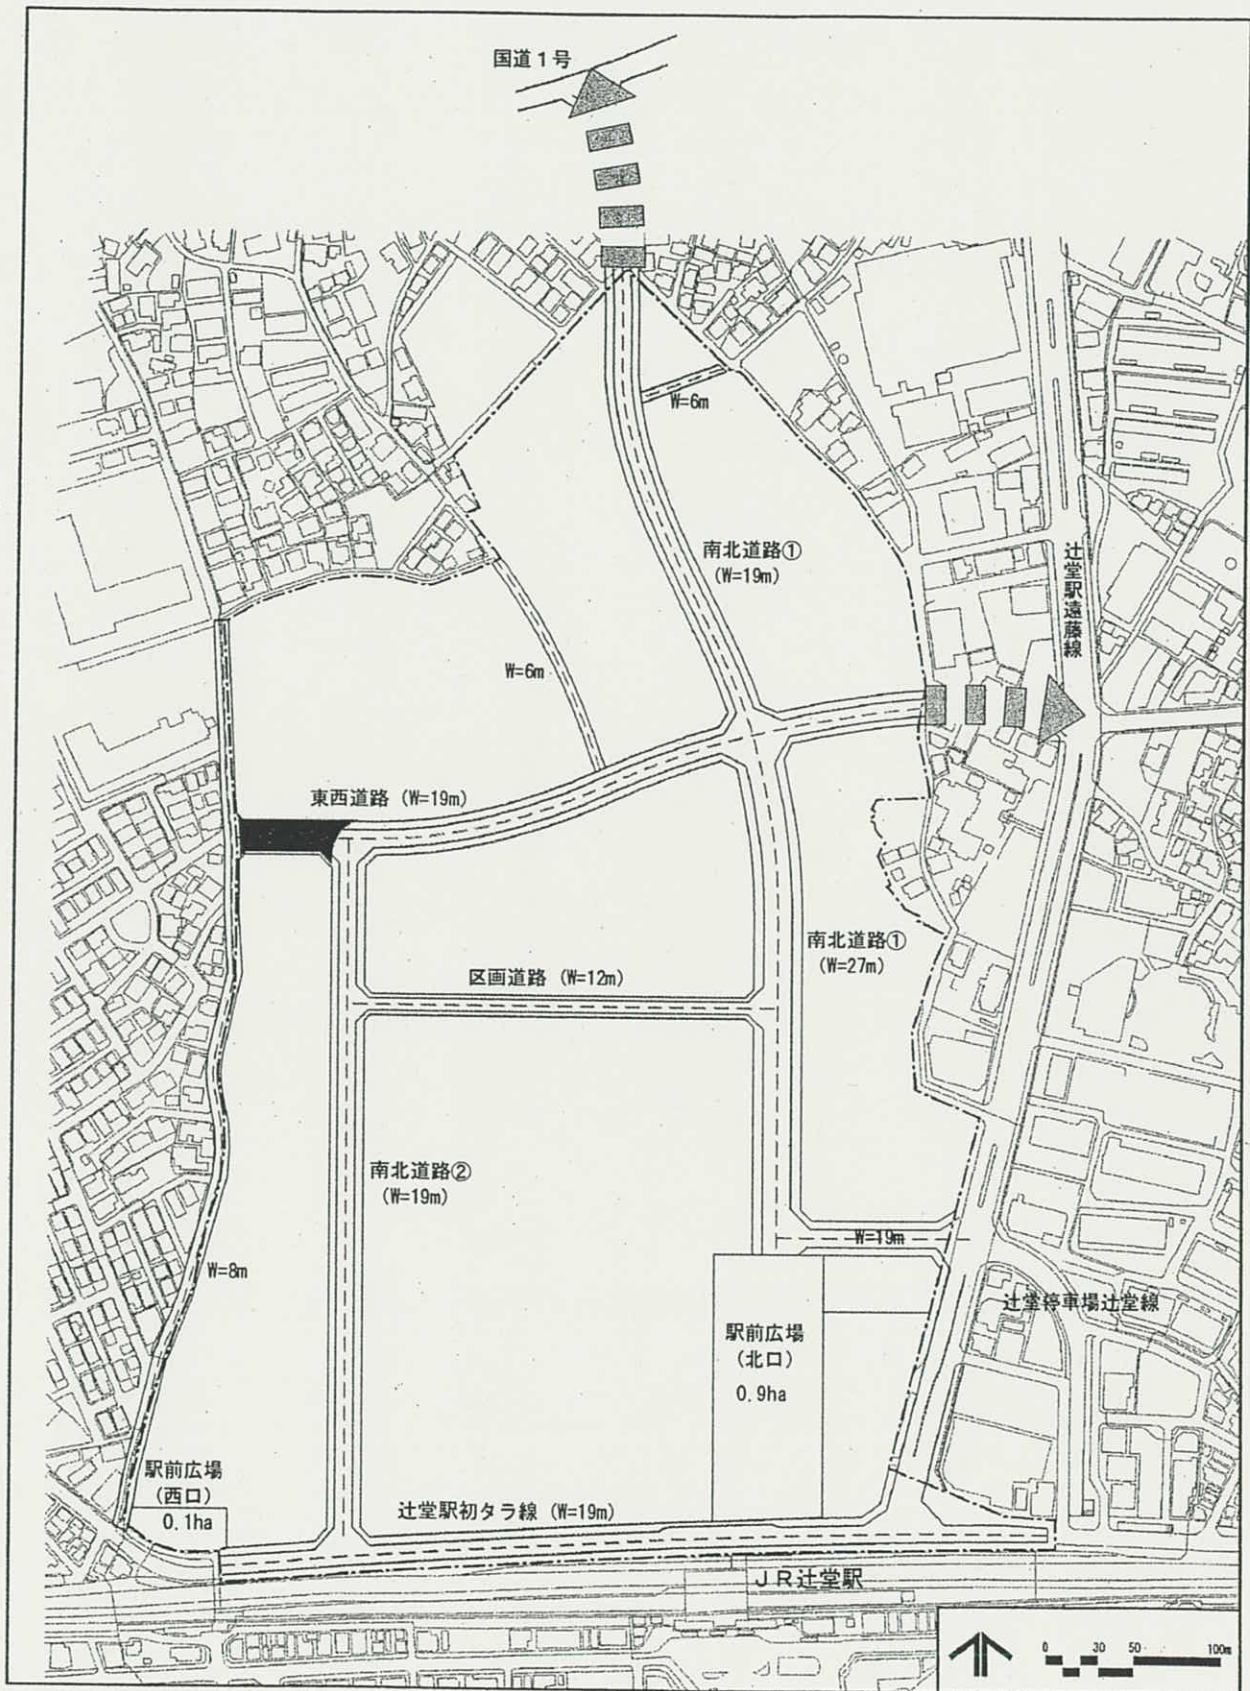 国道1号
W=6m
南北道路①
(W=19m)
辻堂駅遠藤線
W=6m
東西道路 (W=19m)
南北道路①
(W=27m)
区画道路 (W=12m)
南北道路②
(W=19m)
W=19m
W=8m
辻堂停車場辻堂線
駅前広場
(北口)
0.9ha
駅前広場
(西口)
0.1ha
辻堂駅初タラ線 (W=19m)
JR辻堂駅
0 30 50 100m